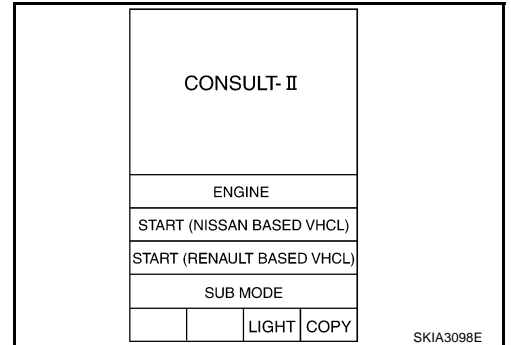 CONSULT-II
ENGINE
START (NISSAN BASED VHCL)
START (RENAULT BASED VHCL)
SUB MODE
LIGHT COPY
SKIA3098E